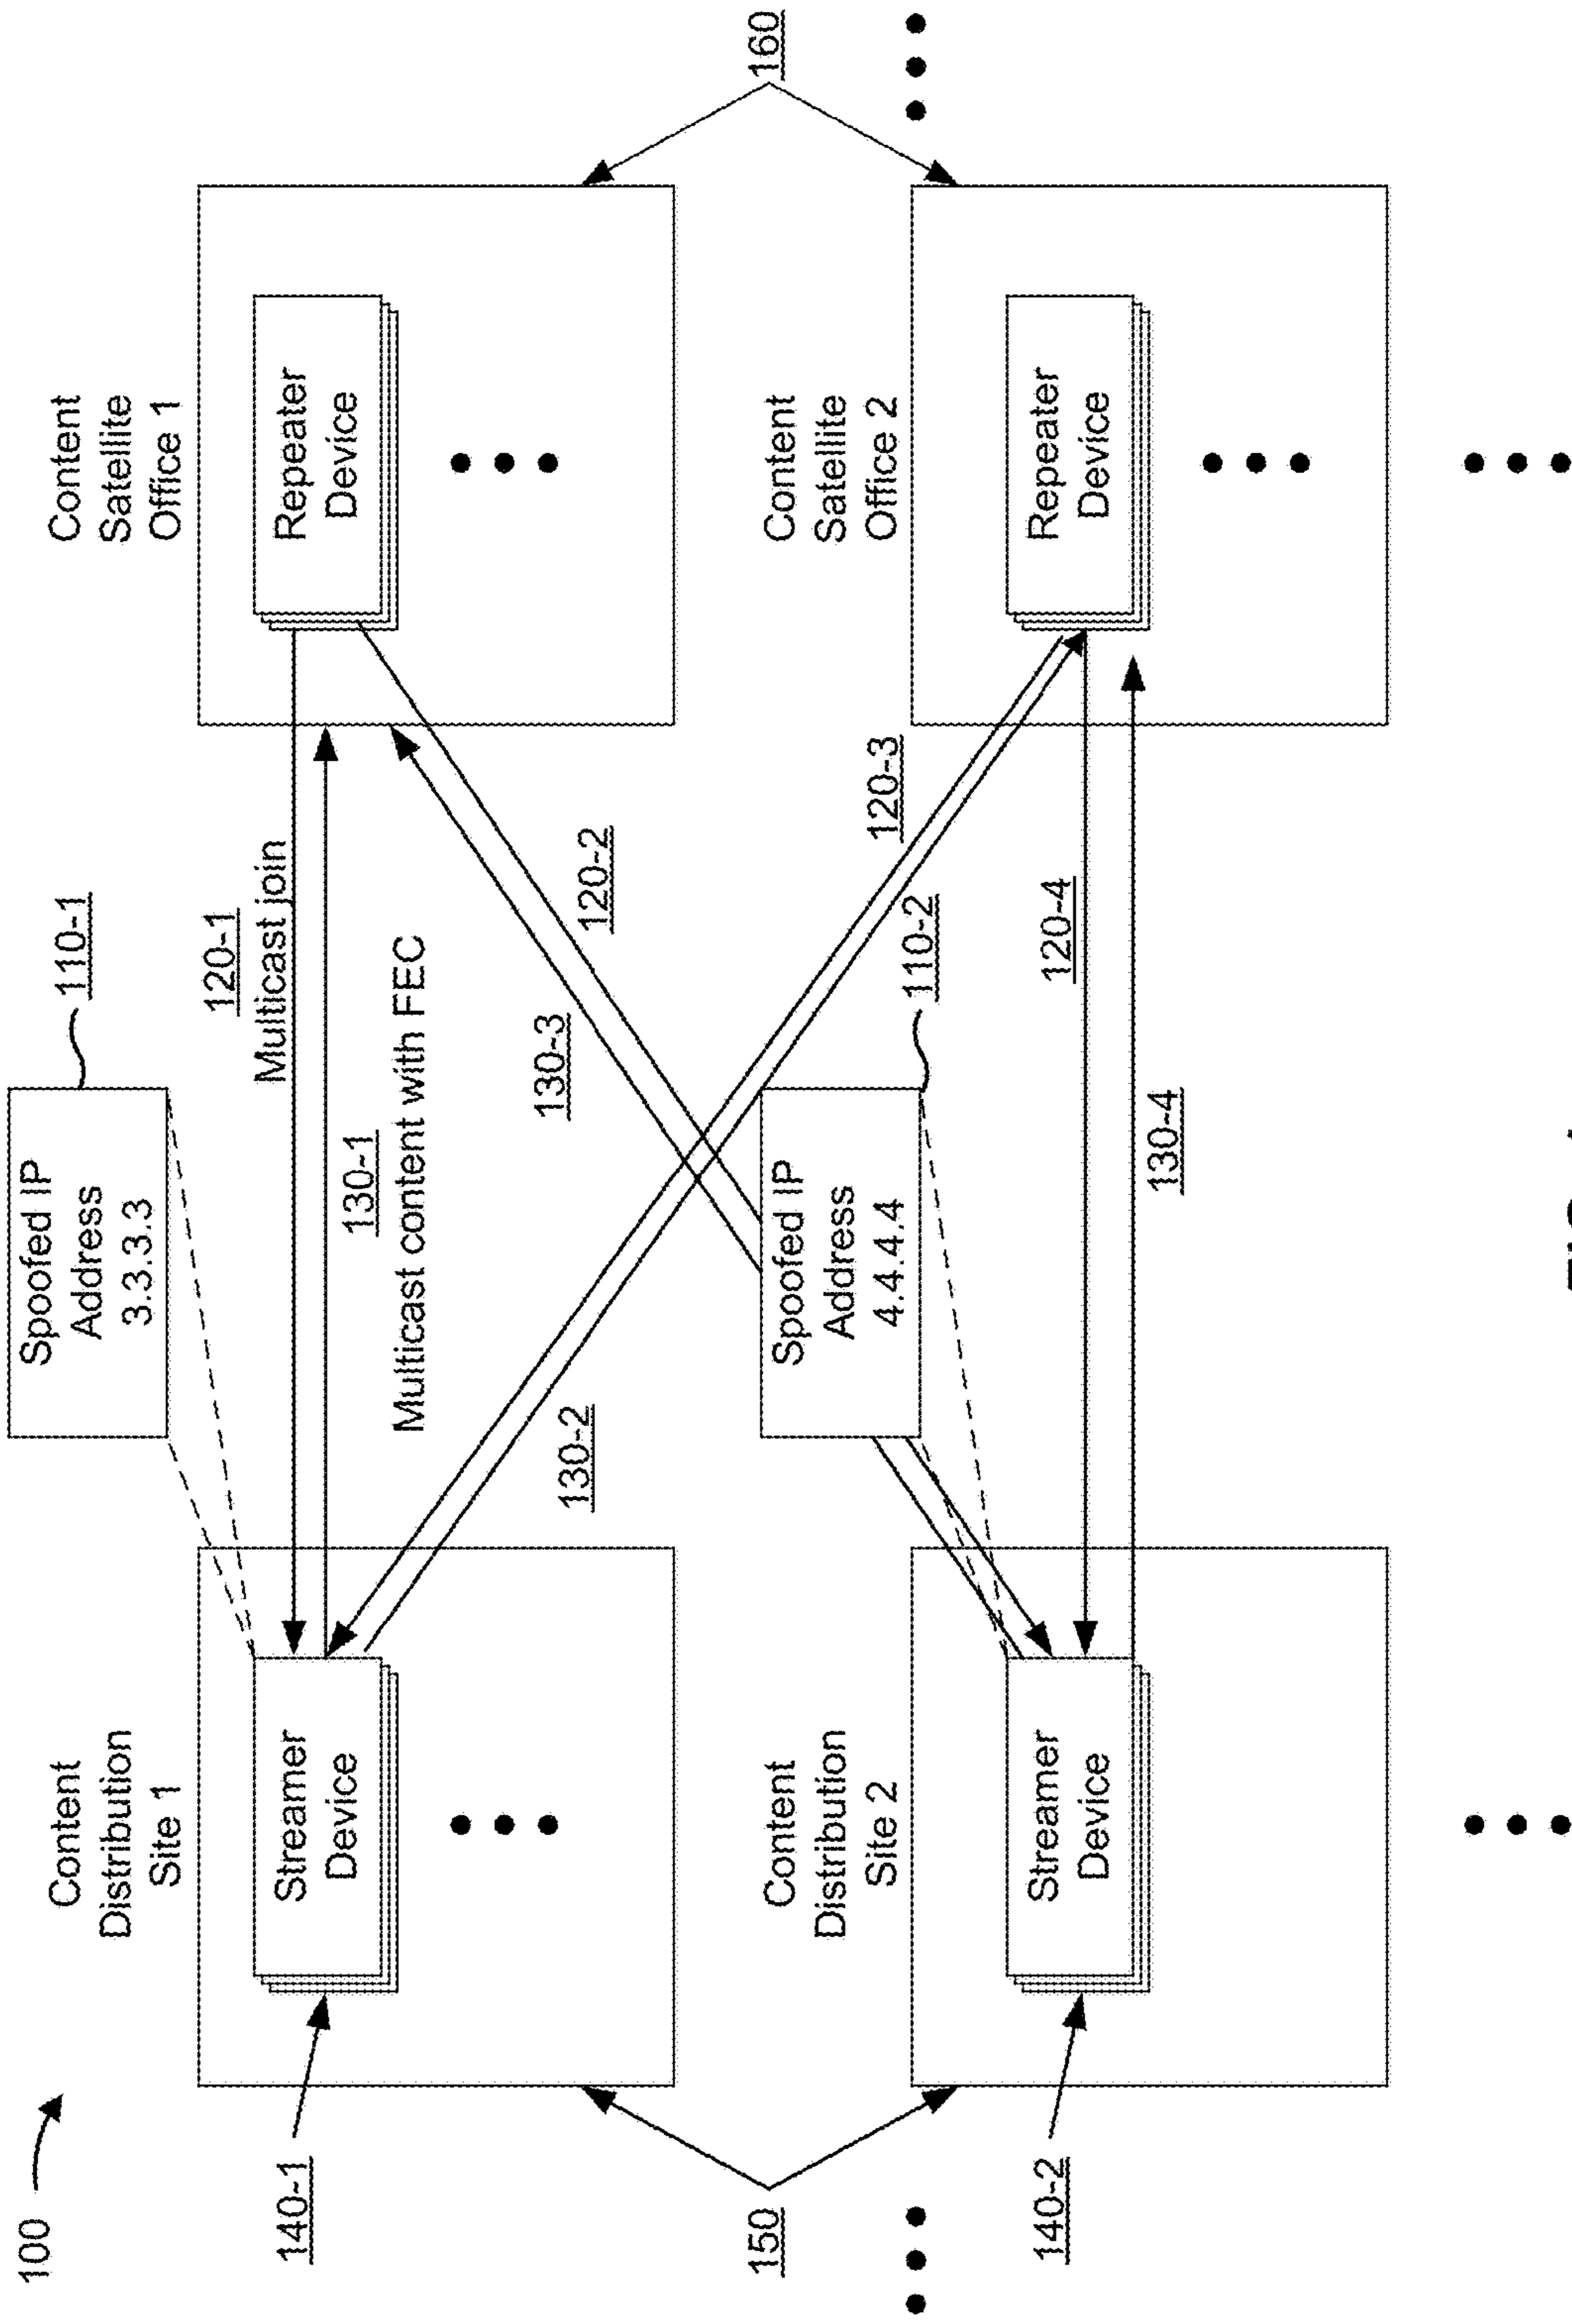 100
Spoofed IP
Address
3.3.3.3
110-1
Content
Distribution
Site 1
Content
Satellite
Office 1
140-1
Streamer
Device
120-1
Multicast join
130-1
Multicast content with FEC
Repeater
Device
130-2
130-3
120-2
150
160
Content
Distribution
Site 2
Spoofed IP
Address
4.4.4.4
110-2
120-3
Content
Satellite
Office 2
140-2
Streamer
Device
120-4
130-4
Repeater
Device